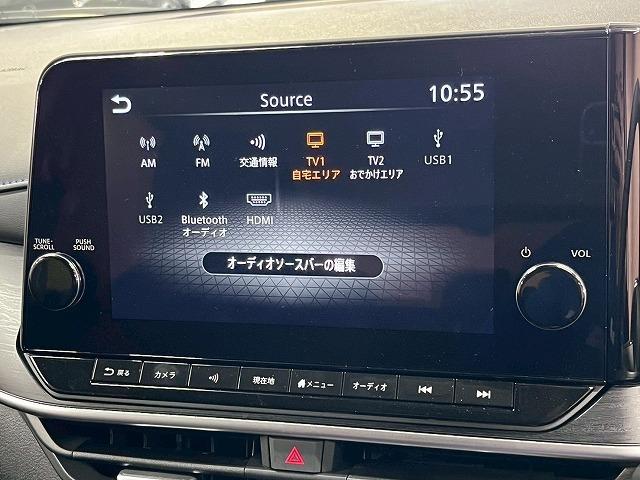 Source
10:55
AM
FM
交通情報
TV1
自宅エリア
TV2
おでかけエリア
USB1
USB2
Bluetooth
オーディオ
HDMI
オーディオソースバーの編集
TUNE・
SCROLL
PUSH
SOUND
VOL
戻る
カメラ
現在地
メニュー
オーディオ